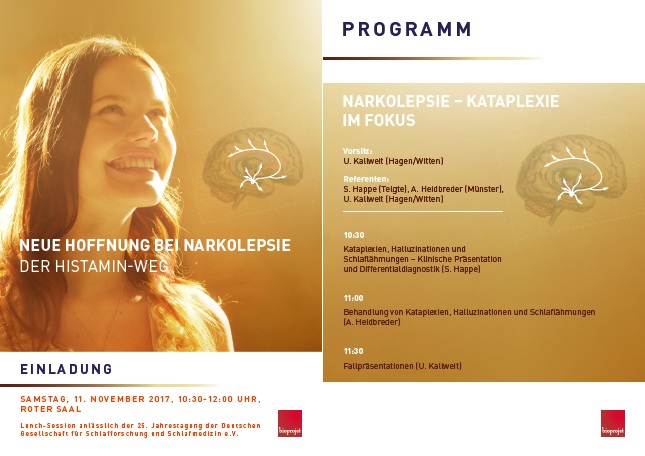 NEUE HOFFNUNG BEI NARKOLEPSIE
DER HISTAMIN-WEG
EINLADUNG
SAMSTAG, 11. NOVEMBER 2017, 10:30-12:00 UHR,
ROTER SAAL
Lunch-Session anlässlich der 25. Jahrestagung der Deutschen
Gesellschaft für Schlafforschung und Schlafmedizin e.V.
bioprojet
PROGRAMM
NARKOLEPSIE – KATAPLEXIE
IM FOKUS
Vorsitz:
U. Kallweit (Hagen/Witten)
Referenten:
S. Happe (Telgte), A. Heidbreder (Münster),
U. Kallweit (Hagen/Witten)
10:30
Kataplexien, Halluzinationen und
Schlaflähmungen – Klinische Präsentation
und Differentialdiagnostik (S. Happe)
11:00
Behandlung von Kataplexien, Halluzinationen und Schlaflähmungen
(A. Heidbreder)
11:30
Fallpräsentationen (U. Kallweit)
bioprojet